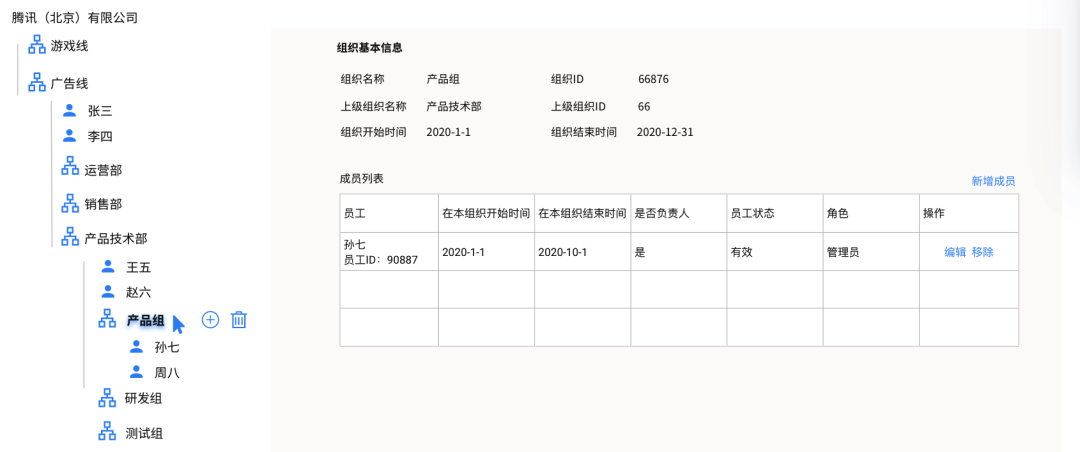 腾讯（北京）有限公司
游戏线
广告线
张三
李四
运营部
销售部
产品技术部
王五
赵六
产品组
孙七
周八
研发组
测试组
组织基本信息
组织名称 产品组 组织ID 66876
上级组织名称 产品技术部 上级组织ID 66
组织开始时间 2020-1-1 组织结束时间 2020-12-31
成员列表 新增成员
员工 在本组织开始时间 在本组织结束时间 是否负责人 员工状态 角色 操作
孙七
员工ID：90887 2020-1-1 2020-10-1 是 有效 管理员 编辑 移除